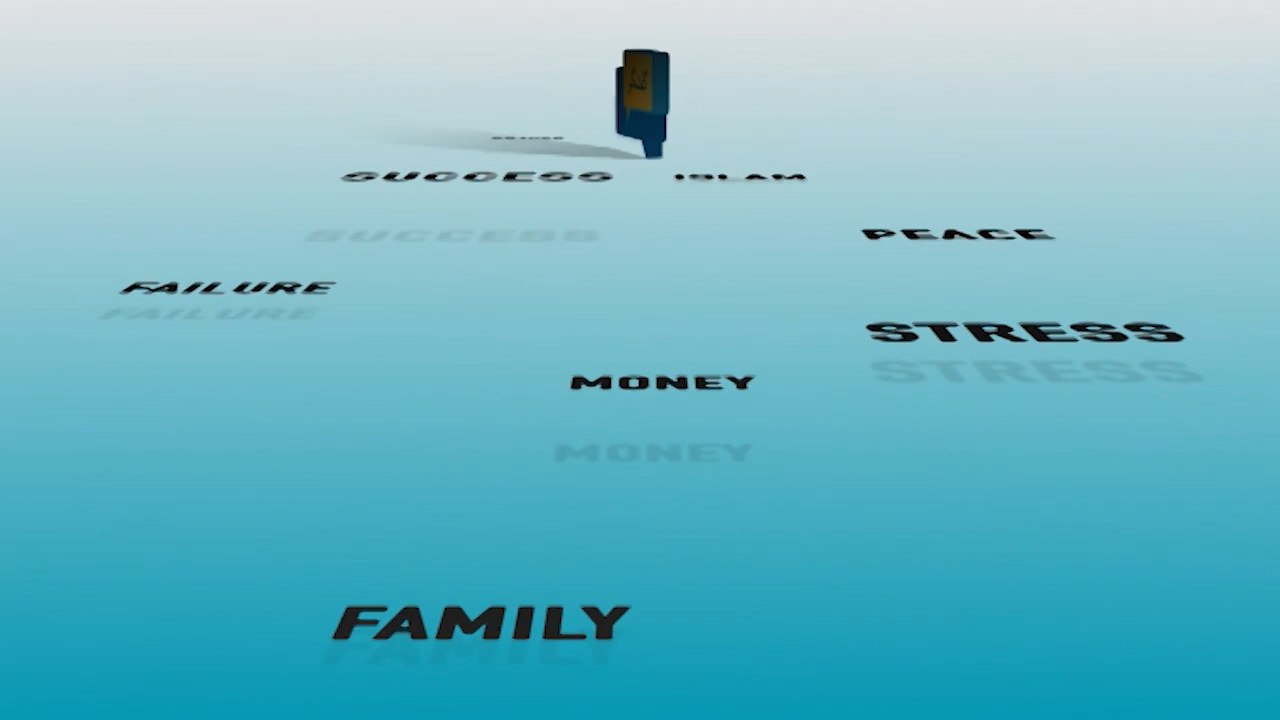 SUCCESS
ISLAM
PEACE
FAILURE
STRESS
MONEY
FAMILY